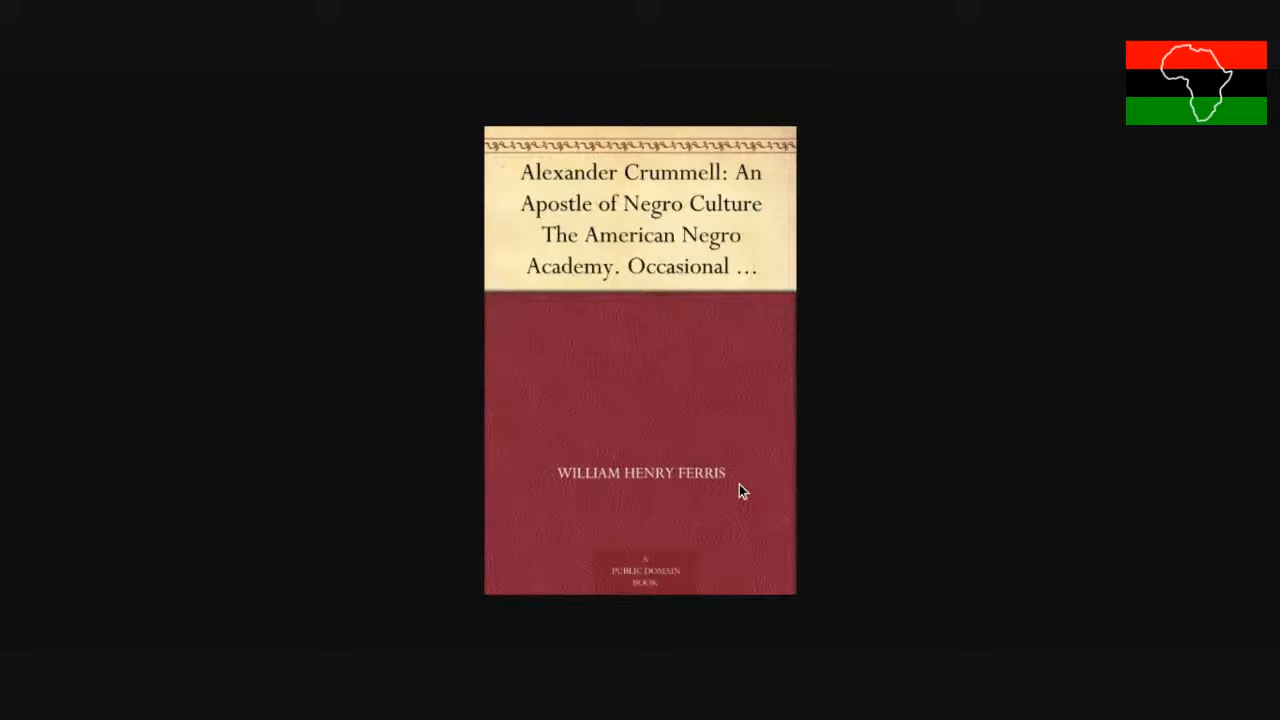 Alexander Crummell: An
Apostle of Negro Culture
The American Negro
Academy. Occasional ...
WILLIAM HENRY FERRIS
A
PUBLIC DOMAIN
BOOK